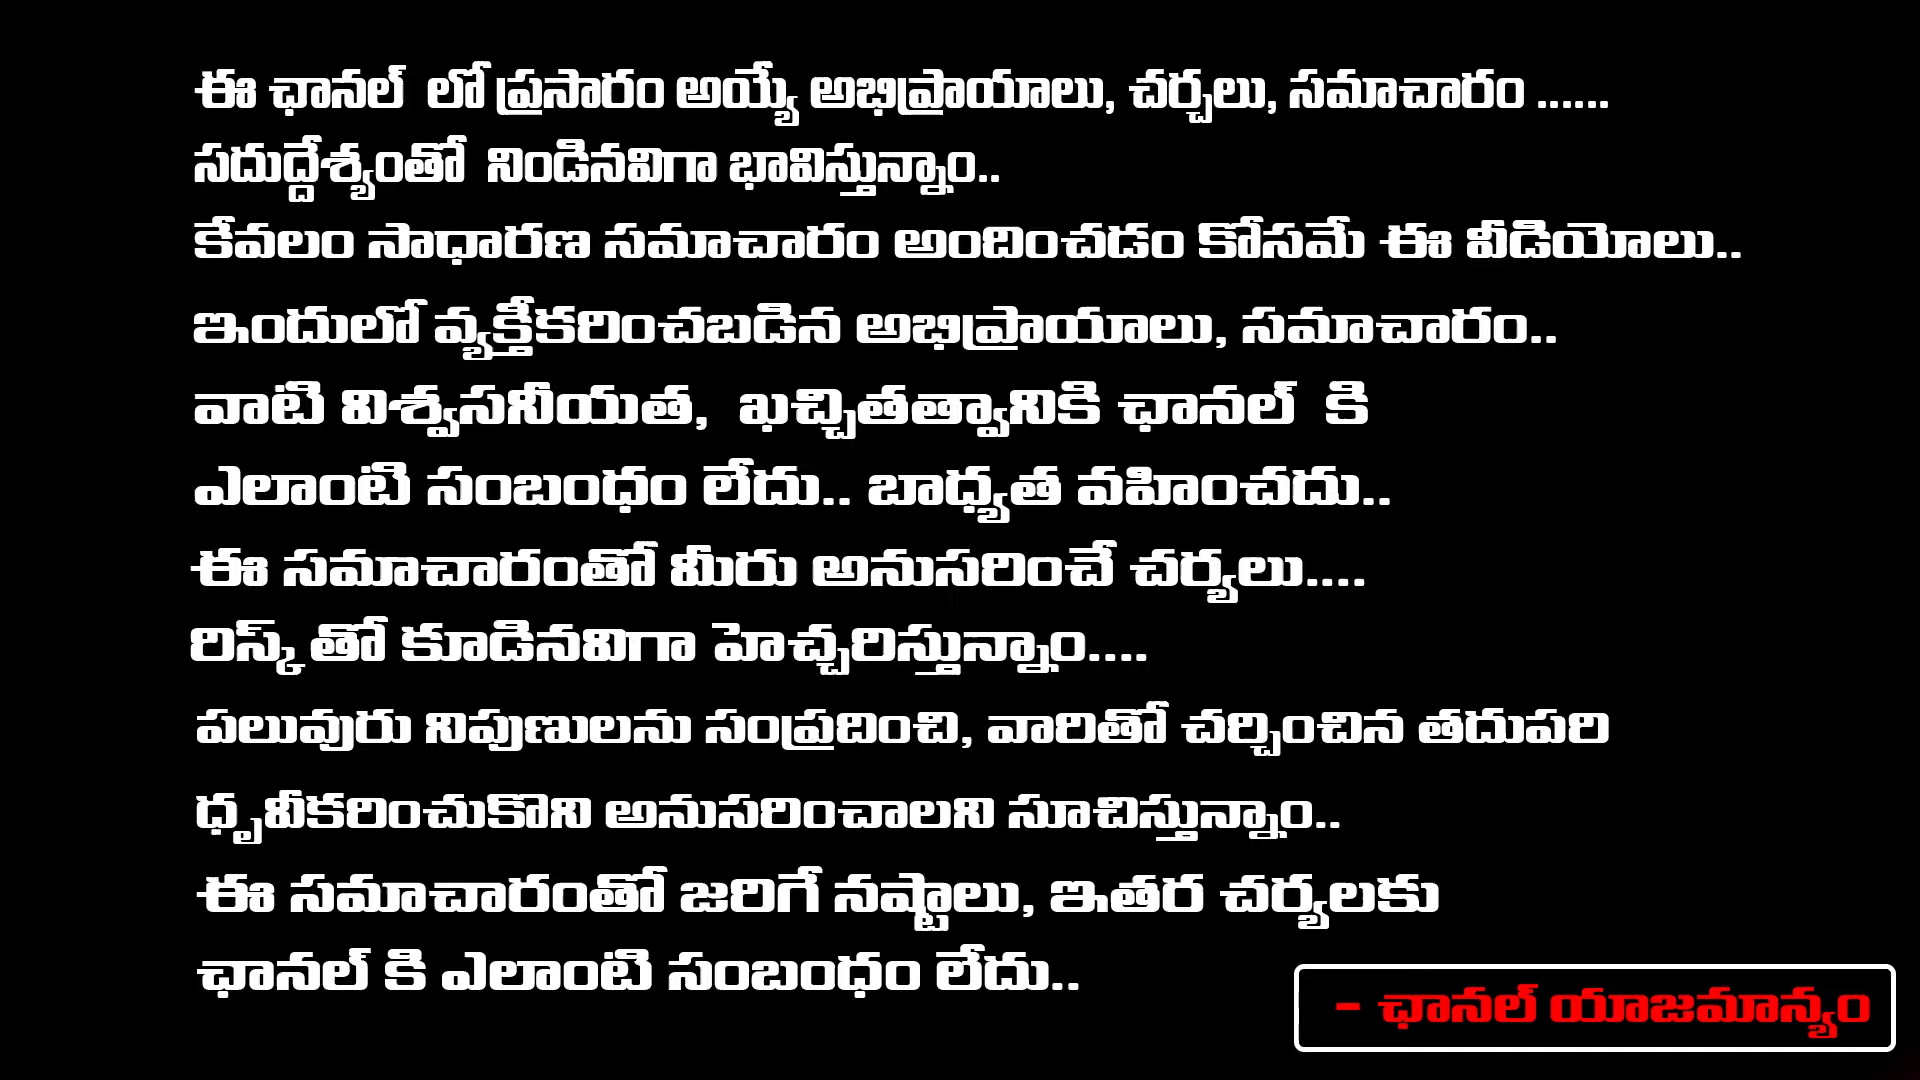 ఈ ఛానల్ లో ప్రసారం అయ్యే అభిప్రాయాలు, చర్చలు, సమాచారం ......
సదుద్దేశ్యంతో నిండినవిగా భావిస్తున్నాం..
కేవలం సాధారణ సమాచారం అందించడం కోసమే ఈ వీడియోలు..
ఇందులో వ్యక్తీకరించబడిన అభిప్రాయాలు, సమాచారం..
వాటి విశ్వసనీయత, ఖచ్చితత్వానికి ఛానల్ కి
ఎలాంటి సంబంధం లేదు.. బాధ్యత వహించదు..
ఈ సమాచారంతో మీరు అనుసరించే చర్యలు....
రిస్క్ తో కూడినవిగా హెచ్చరిస్తున్నాం....
పలువురు నిపుణులను సంప్రదించి, వారితో చర్చించిన తదుపరి
ధృవీకరించుకొని అనుసరించాలని సూచిస్తున్నాం..
ఈ సమాచారంతో జరిగే నష్టాలు, ఇతర చర్యలకు
ఛానల్ కి ఎలాంటి సంబంధం లేదు..
- ఛానల్ యాజమాన్యం